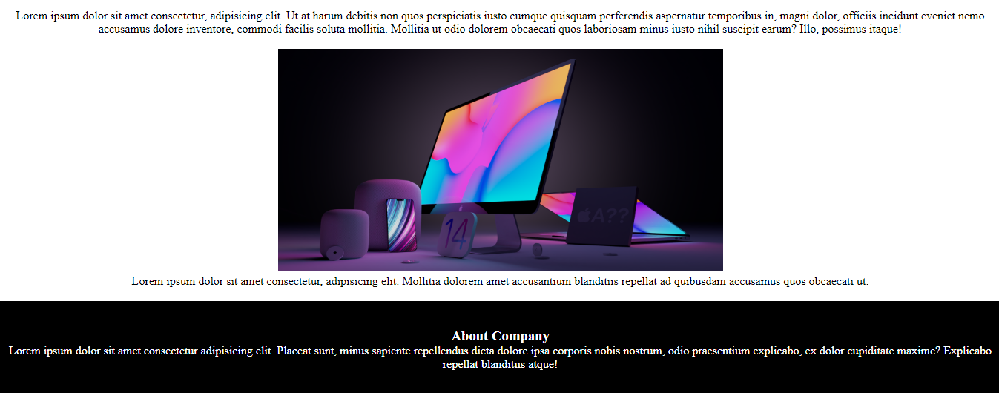 Lorem ipsum dolor sit amet consectetur, adipisicing elit. Ut at harum debitis non quos perspiciatis iusto cumque quisquam perferendis aspernatur temporibus in, magni dolor, officiis incidunt eveniet nemo
accusamus dolore inventore, commodi facilis soluta mollitia. Mollitia ut odio dolorem obcaecati quos laboriosam minus iusto nihil suscipit earum? Illo, possimus itaque!
14
A??
Lorem ipsum dolor sit amet consectetur, adipisicing elit. Mollitia dolorem amet accusantium blanditiis repellat ad quibusdam accusamus quos obcaecati ut.
About Company
Lorem ipsum dolor sit amet consectetur adipisicing elit. Placeat sunt, minus sapiente repellendus dicta dolore ipsa corporis nobis nostrum, odio praesentium explicabo, ex dolor cupiditate maxime? Explicabo
repellat blanditiis atque!